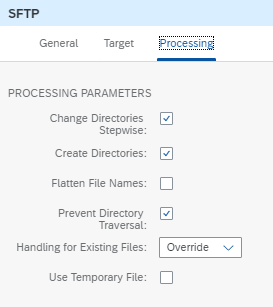 SFTP
General Target Processing
PROCESSING PARAMETERS
Change Directories
Stepwise:
Create Directories:
Flatten File Names:
Prevent Directory
Traversal:
Handling for Existing Files: Override
Use Temporary File: